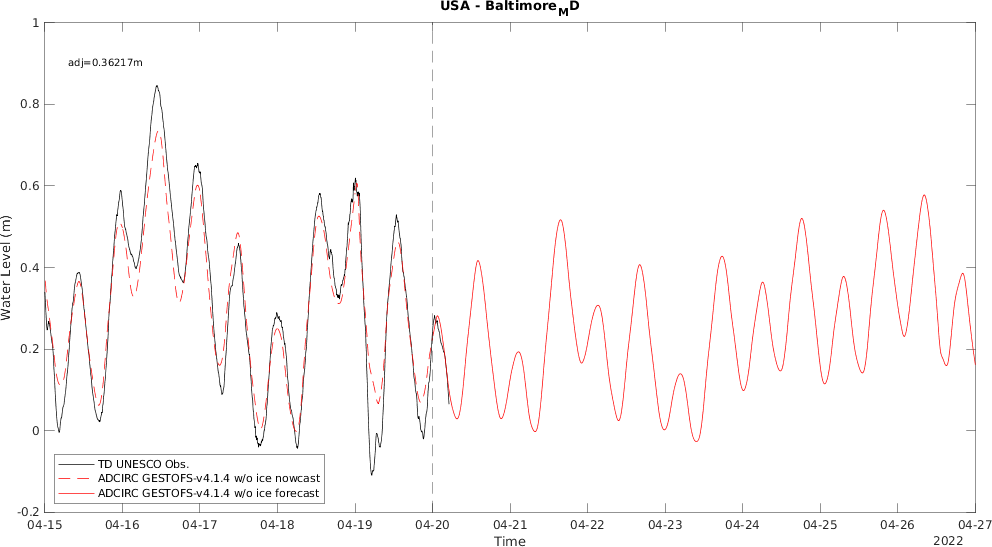 USA - Baltimore_MD
adj=0.36217m
1
0.8
0.6
0.4
0.2
0
-0.2
Water Level (m)
TD UNESCO Obs.
ADCIRC GESTOFS-v4.1.4 w/o ice nowcast
ADCIRC GESTOFS-v4.1.4 w/o ice forecast
04-15 04-16 04-17 04-18 04-19 04-20 04-21 04-22 04-23 04-24 04-25 04-26 04-27
Time
2022